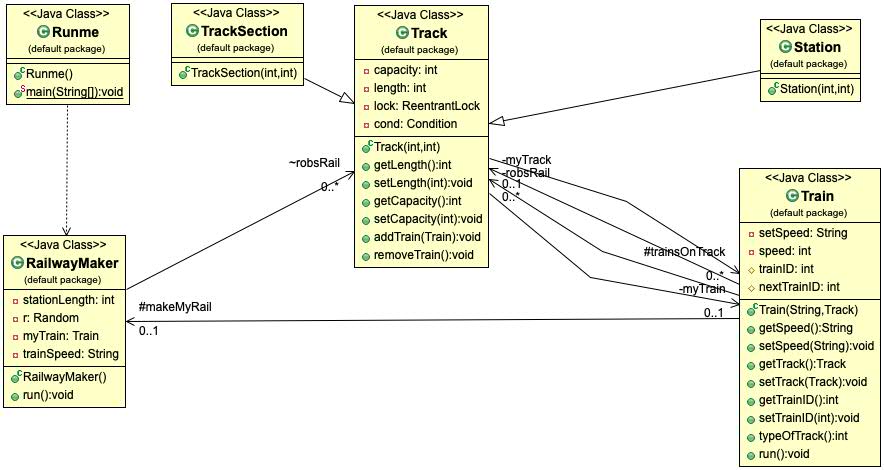 <<Java Class>>
Runme
(default package)
Runme()
main(String[]):void
<<Java Class>>
TrackSection
(default package)
TrackSection(int,int)
<<Java Class>>
Track
(default package)
capacity: int
length: int
lock: ReentrantLock
cond: Condition
Track(int,int)
getLength():int
setLength(int):void
getCapacity():int
setCapacity(int):void
addTrain(Train):void
removeTrain():void
<<Java Class>>
Station
(default package)
Station(int,int)
~robsRail
0..*
-myTrack
-robsRail
0..1
0..*
#trainsOnTrack
0..*
-myTrain
0..1
<<Java Class>>
Train
(default package)
setSpeed: String
speed: int
trainID: int
nextTrainID: int
Train(String,Track)
getSpeed():String
setSpeed(String):void
getTrack():Track
setTrack(Track):void
getTrainID():int
setTrainID(int):void
typeOfTrack():int
run():void
<<Java Class>>
RailwayMaker
(default package)
stationLength: int
r: Random
myTrain: Train
trainSpeed: String
RailwayMaker()
run():void
#makeMyRail
0..1